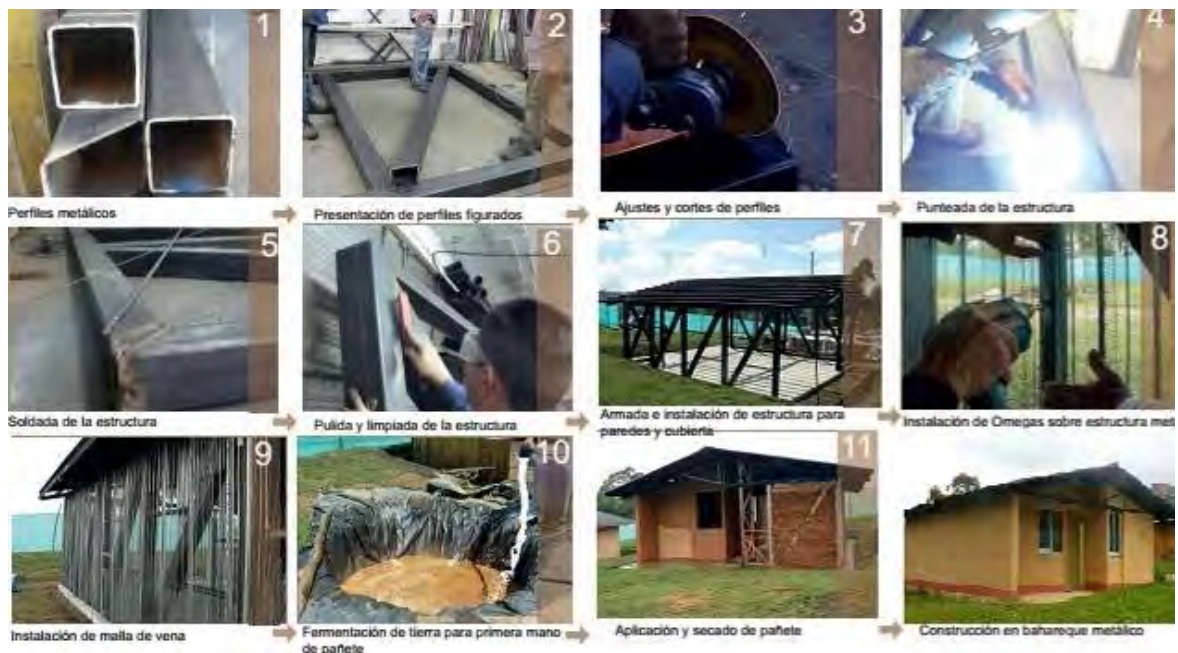 1
2
3
4
Perfiles metálicos
Presentación de perfiles figurados
Ajustes y cortes de perfiles
Punteada de la estructura
5
6
7
8
Soldada de la estructura
Pulida y limpiada de la estructura
Armada e instalación de estructura para
paredes y cubierta
Instalación de Omegas sobre estructura met
9
10
11
Instalación de malla de vena
Fermentación de tierra para primera mano
de pañete
Aplicación y secado de pañete
Construcción en bahareque metálico